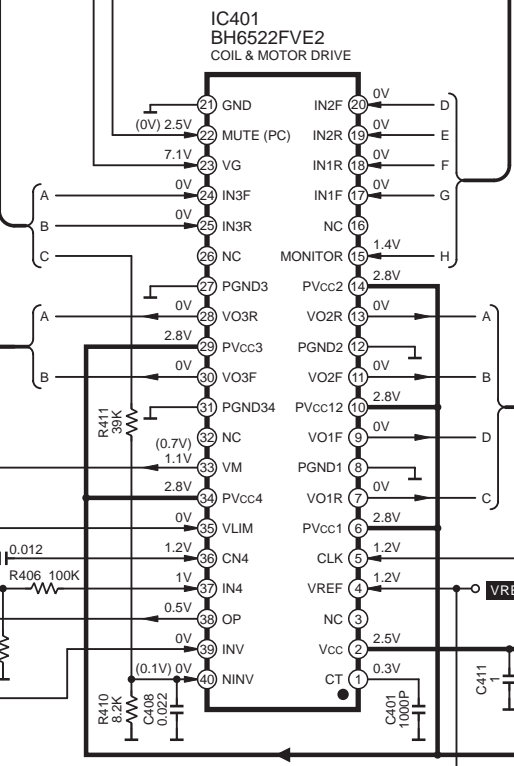 IC401
BH6522FVE2
COIL & MOTOR DRIVE
21 GND
IN2F 20 0V D
(0V) 2.5V 22 MUTE (PC)
IN2R 19 0V E
7.1V 23 VG
IN1R 18 0V F
A 0V 24 IN3F
IN1F 17 0V G
B 0V 25 IN3R
NC 16
C 26 NC
MONITOR 15 1.4V H
27 PGND3
PVCC2 14 2.8V
A 0V 28 VO3R
VO2R 13 0V A
2.8V 29 PVCC3
PGND2 12
B 0V 30 VO3F
VO2F 11 0V B
R411
39K
31 PGND34
PVCC12 10 2.8V
(0.7V)
32 NC
VO1F 9 0V D
1.1V 33 VM
PGND1 8
2.8V 34 PVCC4
VO1R 7 0V C
0V 35 VLIM
PVCC1 6 2.8V
0.012 1.2V 36 CN4
CLK 5 1.2V
R406 100K 1V 37 IN4
VREF 4 1.2V
0.5V 38 OP
NC 3
0V 39 INV
VCC 2 2.5V
(0.1V) 0V 40 NINV
CT 1 0.3V
R410
8.2K
C408
0.022
C401
1000P
C411
1